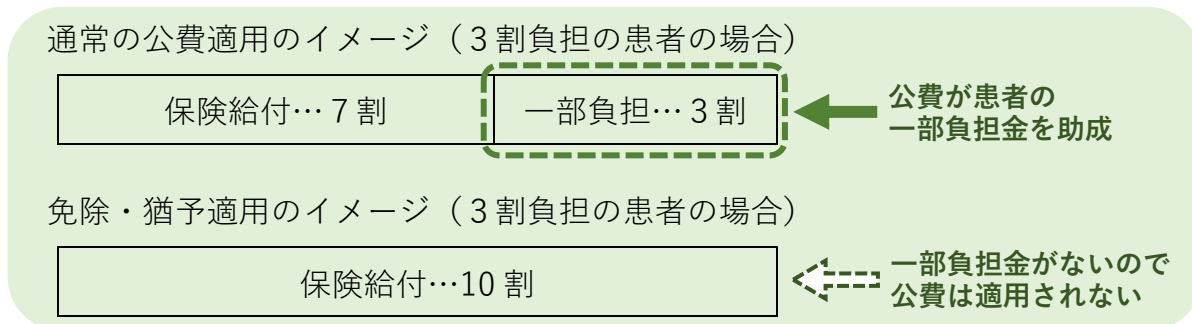 通常の公費適用のイメージ（３割負担の患者の場合）
保険給付…７割
一部負担…３割
公費が患者の
一部負担金を助成
免除・猶予適用のイメージ（３割負担の患者の場合）
保険給付…10割
一部負担金がないので
公費は適用されない